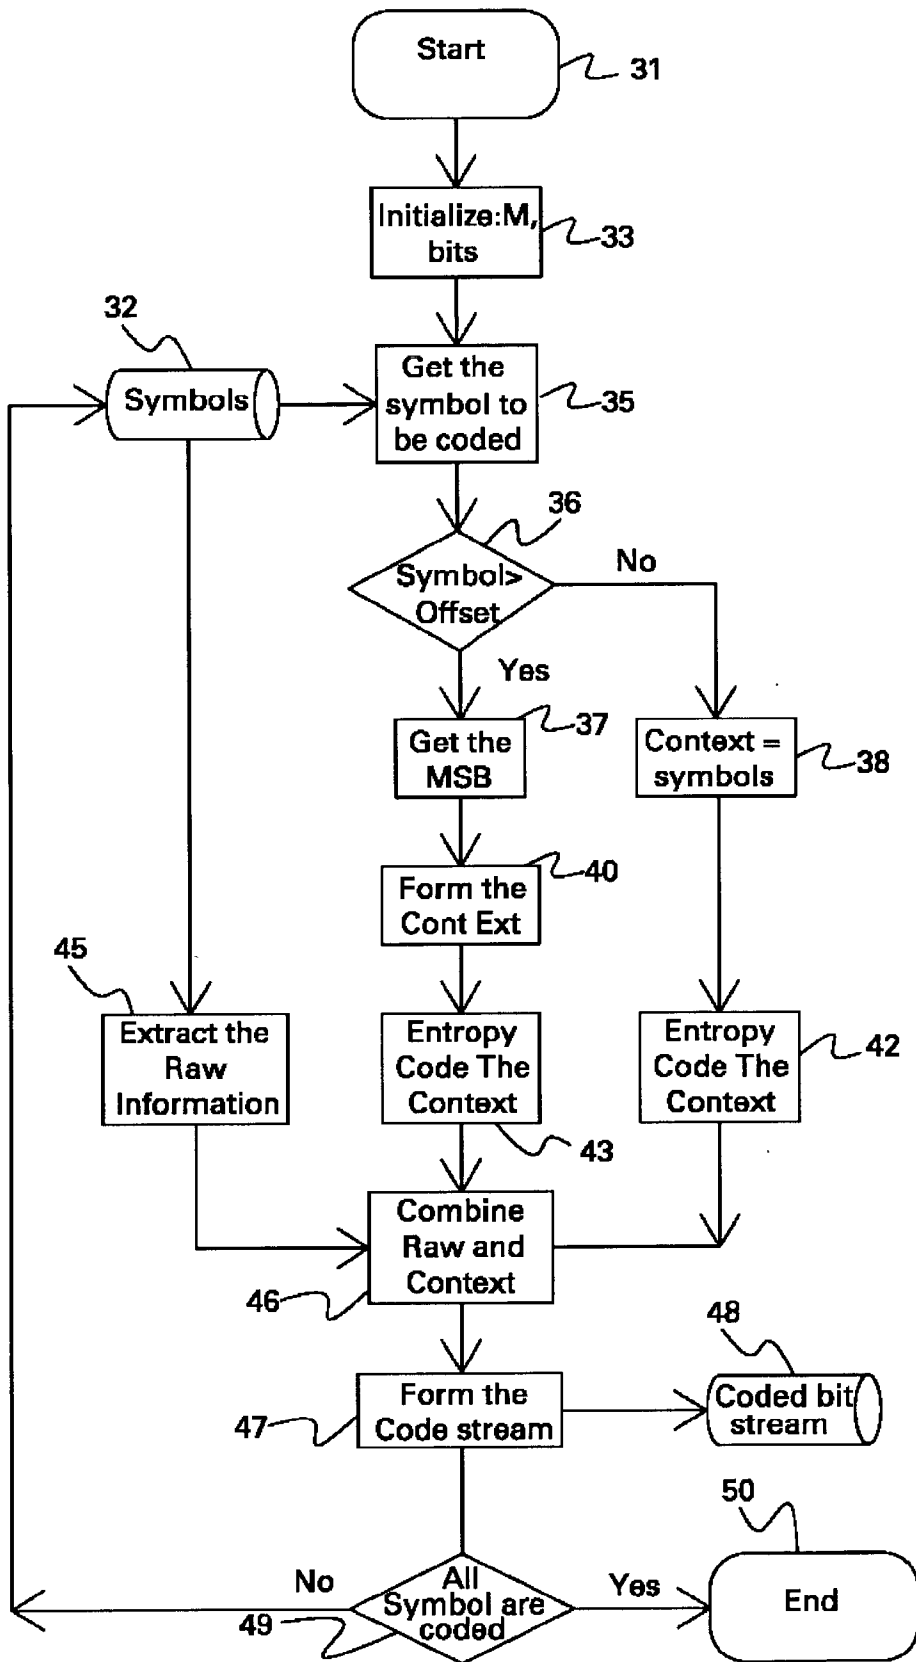 Start
31
Initialize:M,
bits
33
32
Symbols
Get the
symbol to
be coded
35
36
Symbol>
Offset
No
Yes
37
Get the
MSB
Context =
symbols
38
40
Form the
Cont Ext
45
Extract the
Raw
Information
Entropy
Code The
Context
43
Entropy
Code The
Context
42
Combine
Raw and
Context
46
48
Form the
Code stream
47
Coded bit
stream
50
No
All
Symbol are
coded
Yes
49
End